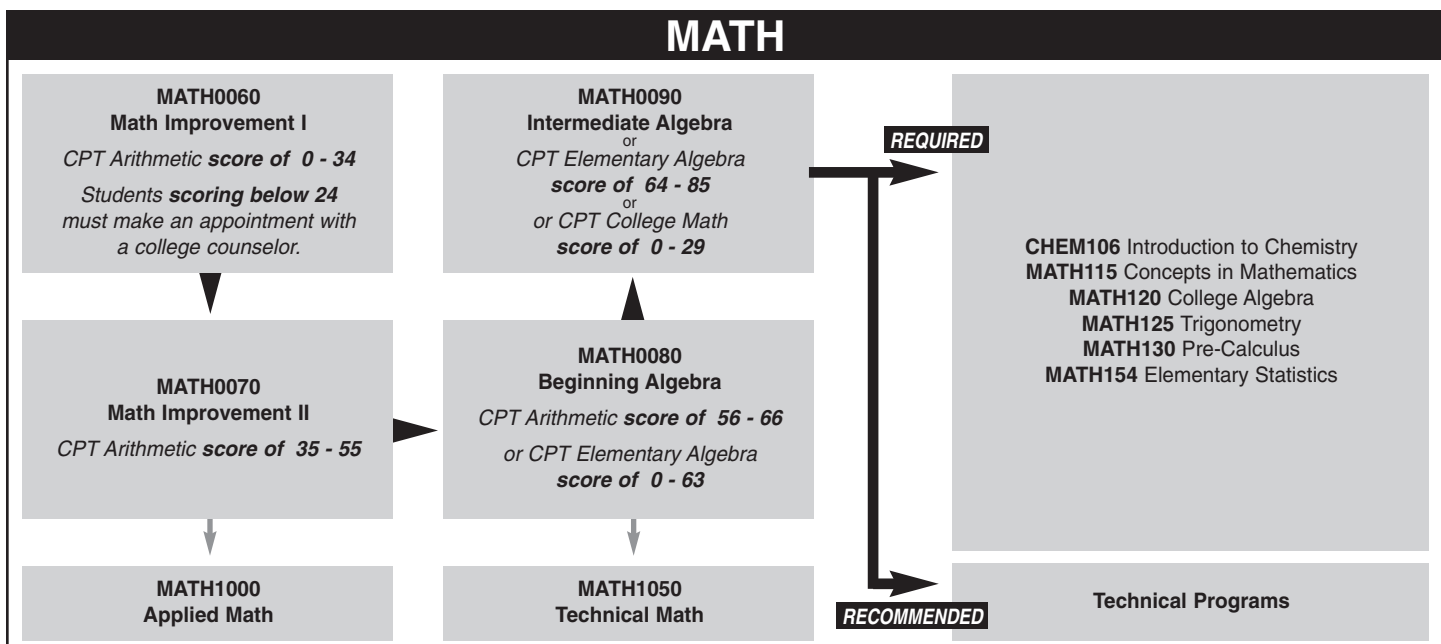 MATH
MATH0060
Math Improvement I
CPT Arithmetic score of 0 - 34
Students scoring below 24
must make an appointment with
a college counselor.
MATH0070
Math Improvement II
CPT Arithmetic score of 35 - 55
MATH1000
Applied Math
MATH0090
Intermediate Algebra
or
CPT Elementary Algebra
score of 64 - 85
or
or CPT College Math
score of 0 - 29
MATH0080
Beginning Algebra
CPT Arithmetic score of 56 - 66
or CPT Elementary Algebra
score of 0 - 63
MATH1050
Technical Math
REQUIRED
CHEM106 Introduction to Chemistry
MATH115 Concepts in Mathematics
MATH120 College Algebra
MATH125 Trigonometry
MATH130 Pre-Calculus
MATH154 Elementary Statistics
RECOMMENDED
Technical Programs